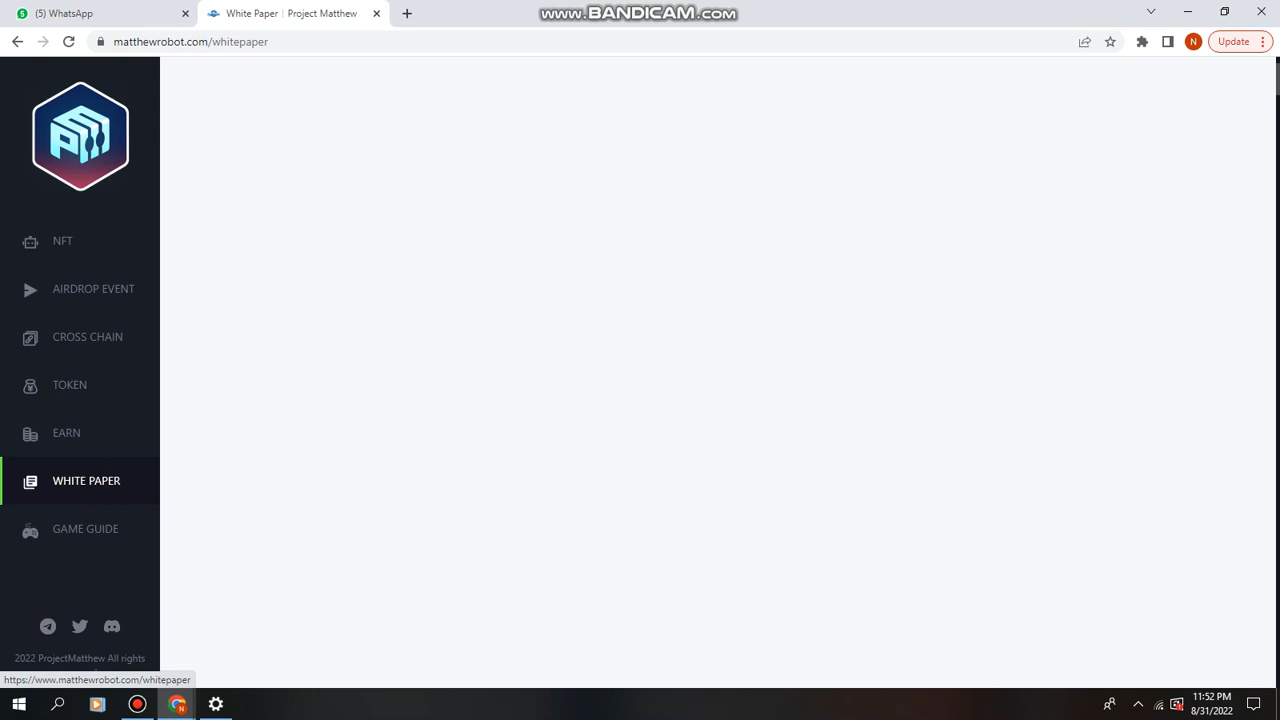 (5) WhatsApp
White Paper | Project Matthew
www.BANDICAM.com
matthewrobot.com/whitepaper
N
Update
PM
NFT
AIRDROP EVENT
CROSS CHAIN
TOKEN
EARN
WHITE PAPER
GAME GUIDE
2022 ProjectMatthew All rights
https://www.matthewrobot.com/whitepaper
11:52 PM
8/31/2022